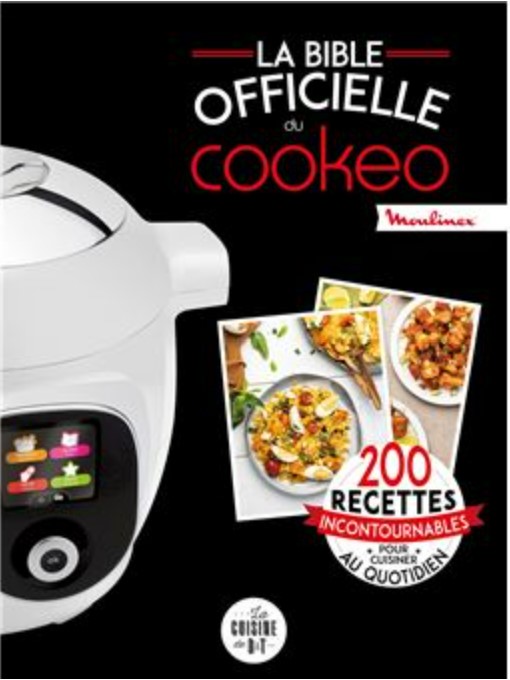 LA BIBLE
OFFICIELLE
du
cookeo
Moulinex
200
RECETTES
INCONTOURNABLES
POUR
CUISINER
AU QUOTIDIEN
La
CUISINE
de